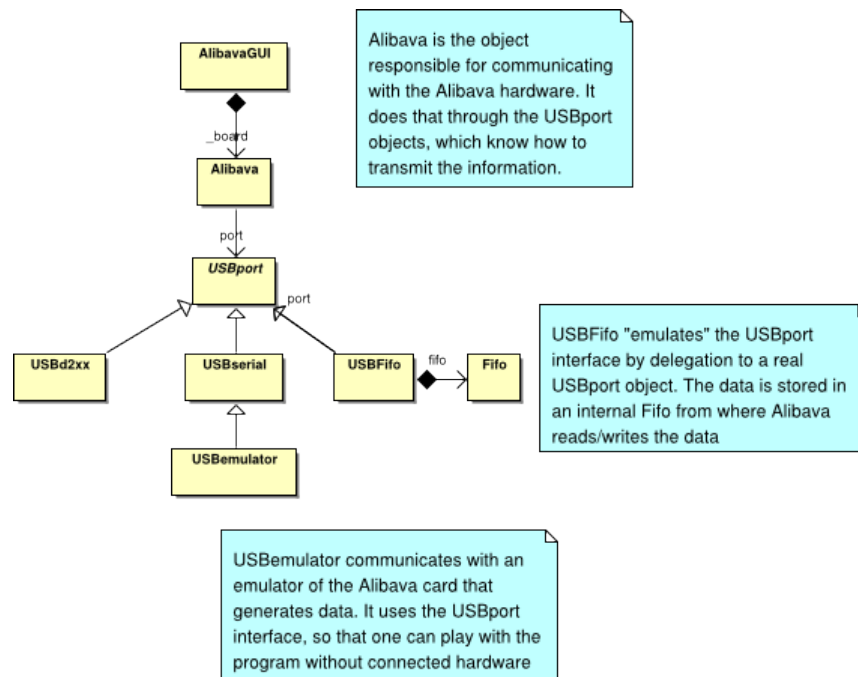 AlibavaGUI
Alibava is the object
responsible for communicating
with the Alibava hardware. It
does that through the USBport
objects, which know how to
transmit the information.
_board
Alibava
port
USBport
port
USBd2xx
USBserial
USBFifo
fifo
Fifo
USBFifo "emulates" the USBport
interface by delegation to a real
USBport object. The data is stored in
an internal Fifo from where Alibava
reads/writes the data
USBemulator
USBemulator communicates with an
emulator of the Alibava card that
generates data. It uses the USBport
interface, so that one can play with the
program without connected hardware